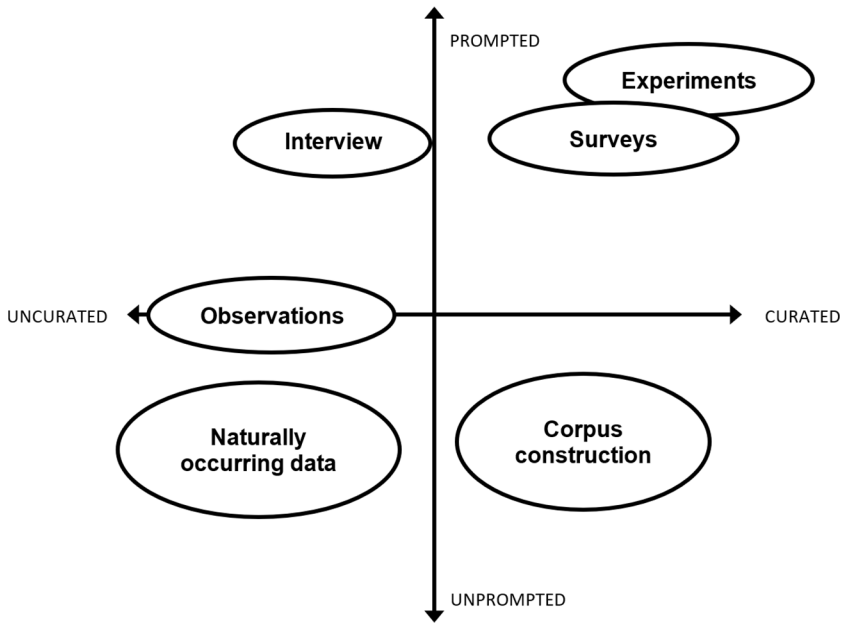 PROMPTED
Experiments
Interview
Surveys
UNCURATED
Observations
CURATED
Naturally
occurring data
Corpus
construction
UNPROMPTED